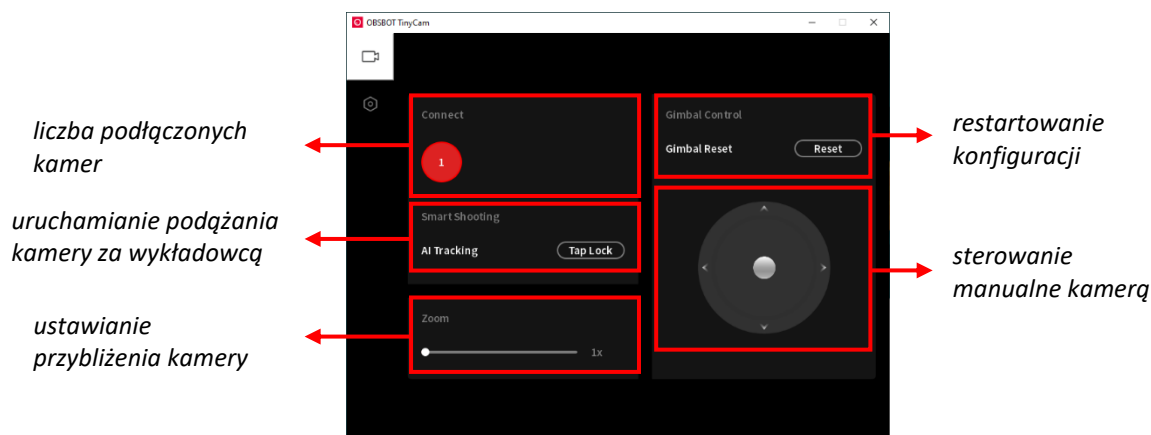 OBSBOT TinyCam
liczba podłączonych
kamer
uruchamianie podążania
kamery za wykładowcą
ustawianie
przybliżenia kamery
Connect
1
Smart Shooting
AI Tracking
Tap Lock
Zoom
1x
Gimbal Control
Gimbal Reset
Reset
restartowanie
konfiguracji
sterowanie
manualne kamerą